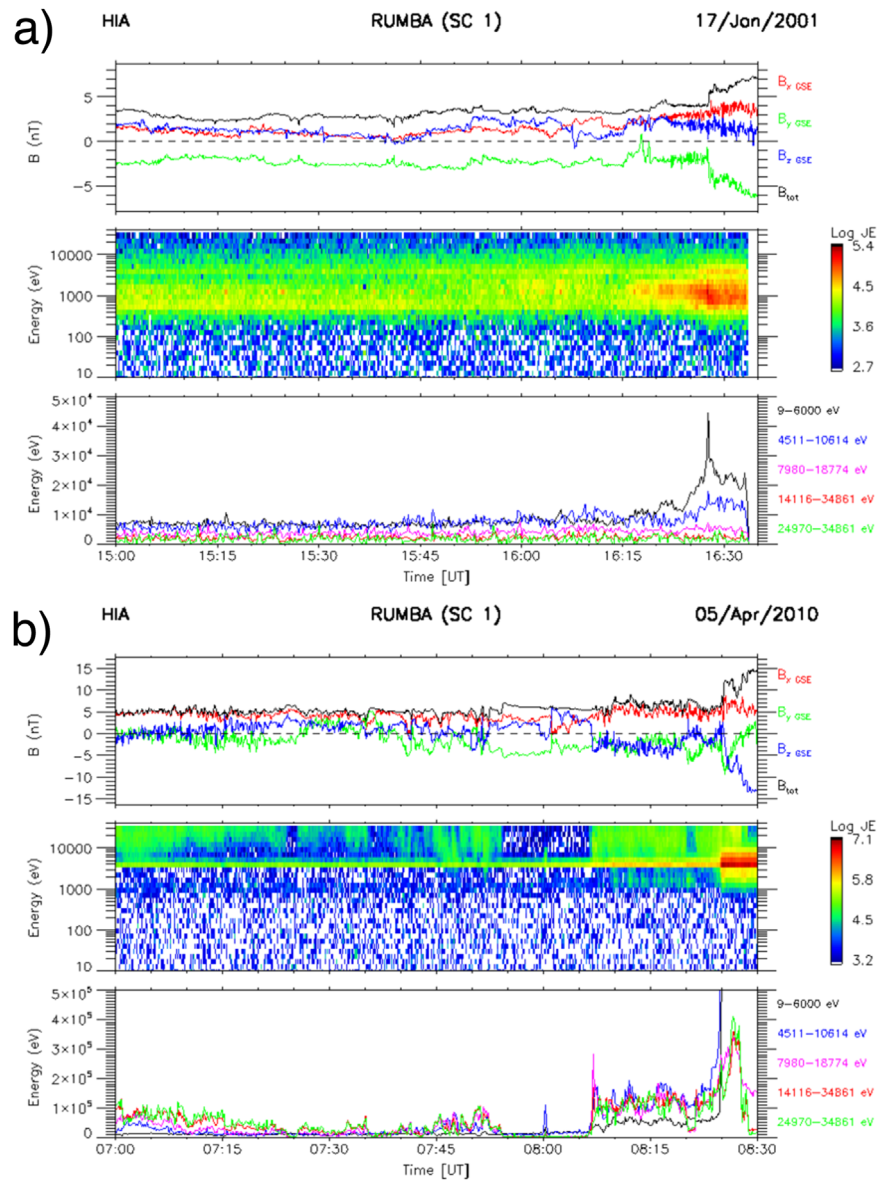 a)
HIA RUMBA (SC 1) 17/Jan/2001
5
0
−5
B (nT)
Bx GSE
By GSE
Bz GSE
Btot
10000
1000
100
10
Energy (eV)
Log JE
5.4
4.5
3.6
2.7
5×10⁴
4×10⁴
3×10⁴
2×10⁴
1×10⁴
0
Energy (eV)
9−6000 eV
4511−10614 eV
7980−18774 eV
14116−34861 eV
24970−34861 eV
15:00 15:15 15:30 15:45 16:00 16:15 16:30
Time [UT]
b)
HIA RUMBA (SC 1) 05/Apr/2010
15
10
5
0
−5
−10
−15
B (nT)
Bx GSE
By GSE
Bz GSE
Btot
10000
1000
100
10
Energy (eV)
Log JE
7.1
5.8
4.5
3.2
5×10⁵
4×10⁵
3×10⁵
2×10⁵
1×10⁵
0
Energy (eV)
9−6000 eV
4511−10614 eV
7980−18774 eV
14116−34861 eV
24970−34861 eV
07:00 07:15 07:30 07:45 08:00 08:15 08:30
Time [UT]